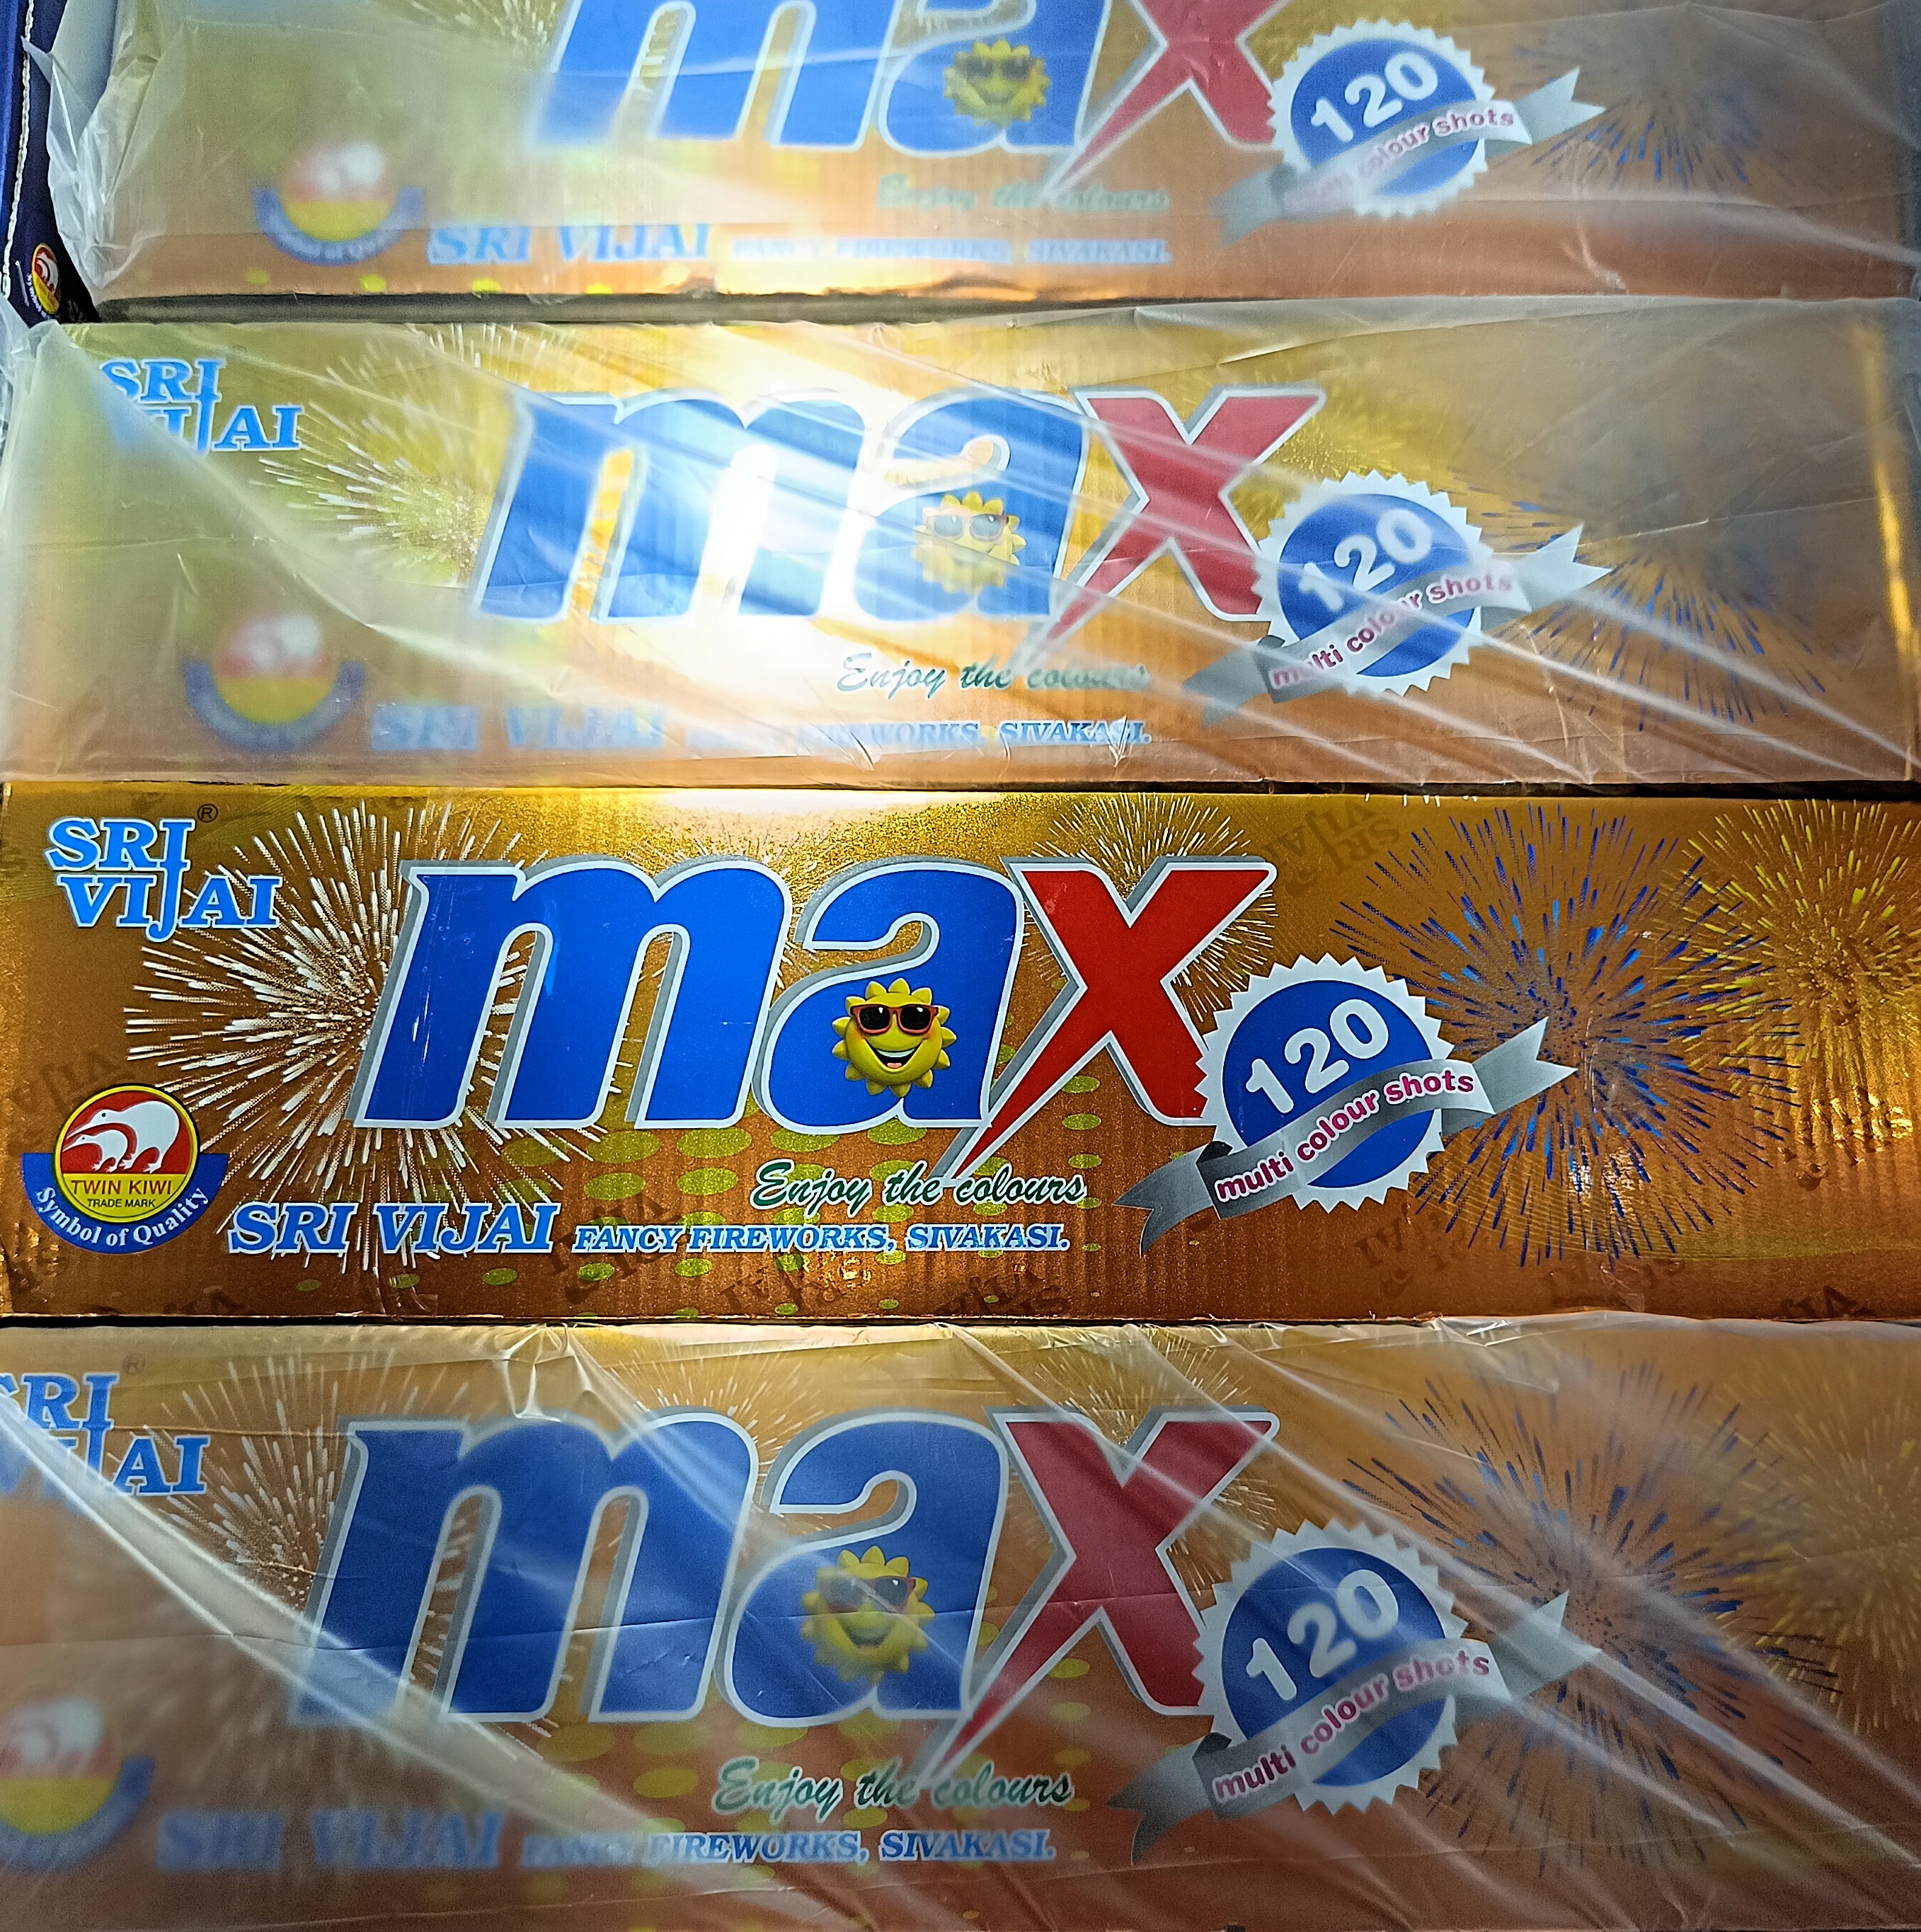 max
120
multi colour shots
Enjoy the colours
SRI VIJAI FANCY FIREWORKS, SIVAKASI.
SRI
VIJAI
max
120
multi colour shots
Enjoy the colours
SRI VIJAI FIREWORKS, SIVAKASI.
SRI ®
VIJAI
max
120
multi colour shots
TWIN KIWI
TRADE MARK
Symbol of Quality
Enjoy the colours
SRI VIJAI FANCY FIREWORKS, SIVAKASI.
SRI ®
VIJAI
max
120
multi colour shots
Enjoy the colours
SRI VIJAI FANCY FIREWORKS, SIVAKASI.